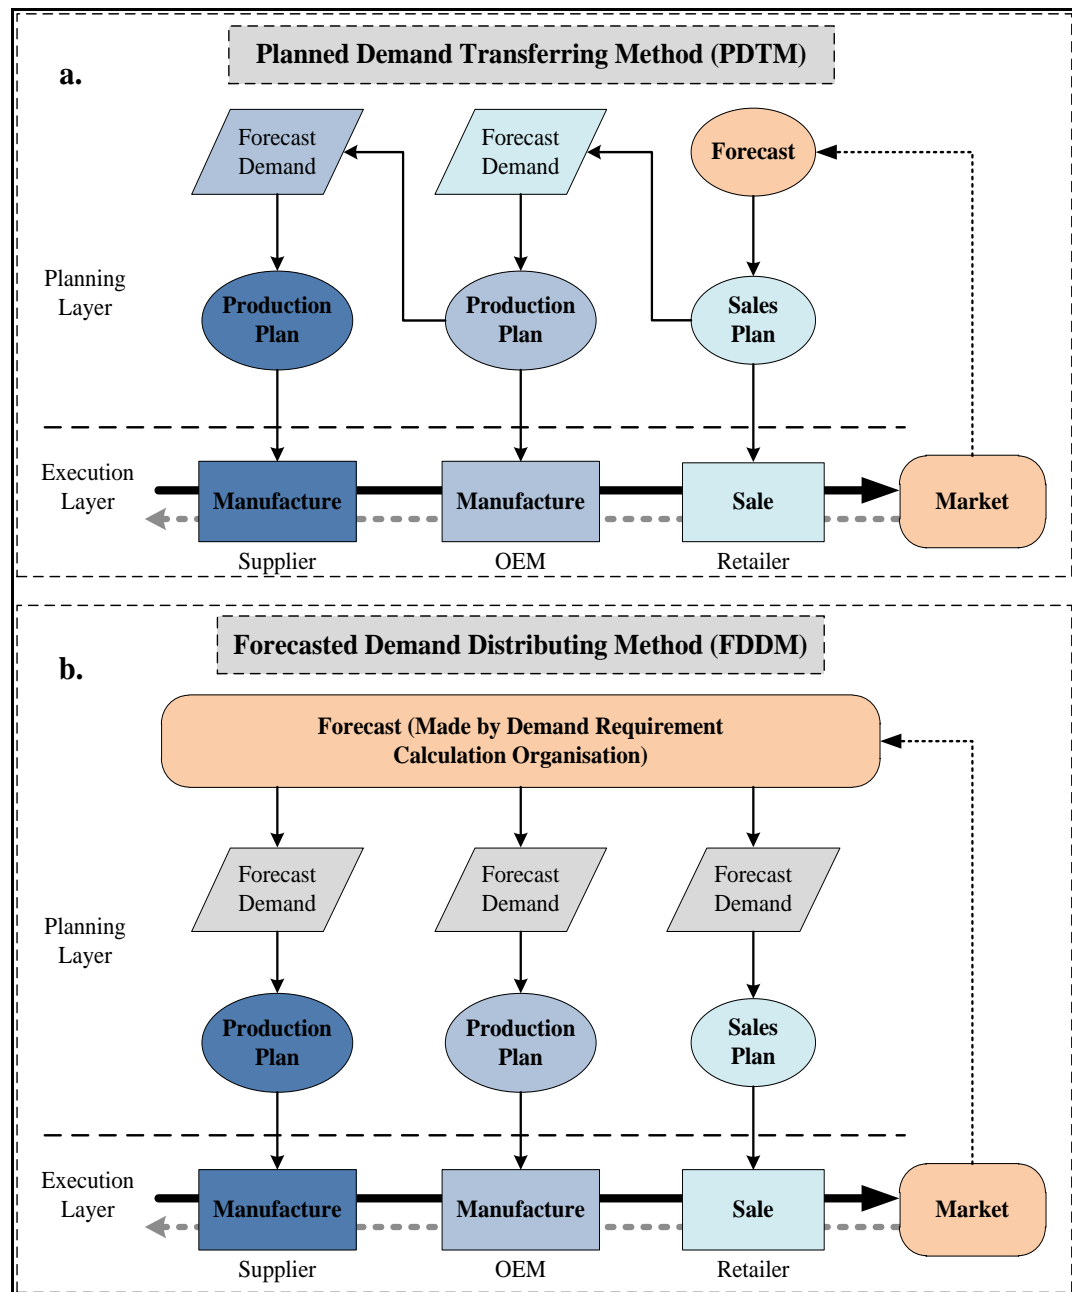 a.
Planned Demand Transferring Method (PDTM)
Forecast
Demand
Forecast
Demand
Forecast
Planning
Layer
Production
Plan
Production
Plan
Sales
Plan
Execution
Layer
Manufacture
Manufacture
Sale
Market
Supplier
OEM
Retailer
b.
Forecasted Demand Distributing Method (FDDM)
Forecast (Made by Demand Requirement
Calculation Organisation)
Forecast
Demand
Forecast
Demand
Forecast
Demand
Planning
Layer
Production
Plan
Production
Plan
Sales
Plan
Execution
Layer
Manufacture
Manufacture
Sale
Market
Supplier
OEM
Retailer